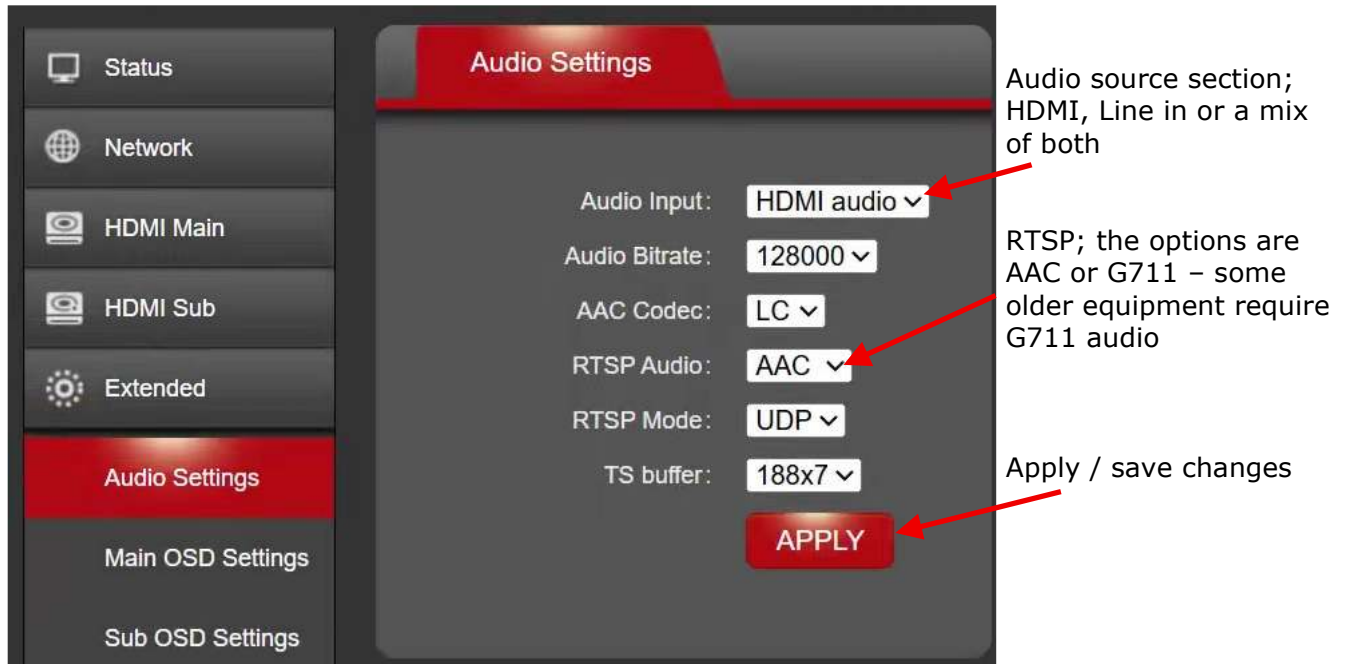 Status
Network
HDMI Main
HDMI Sub
Extended
Audio Settings
Main OSD Settings
Sub OSD Settings
Audio Settings
Audio Input: HDMI audio
Audio Bitrate: 128000
AAC Codec: LC
RTSP Audio: AAC
RTSP Mode: UDP
TS buffer: 188x7
APPLY
Audio source section;
HDMI, Line in or a mix
of both
RTSP; the options are
AAC or G711 – some
older equipment require
G711 audio
Apply / save changes